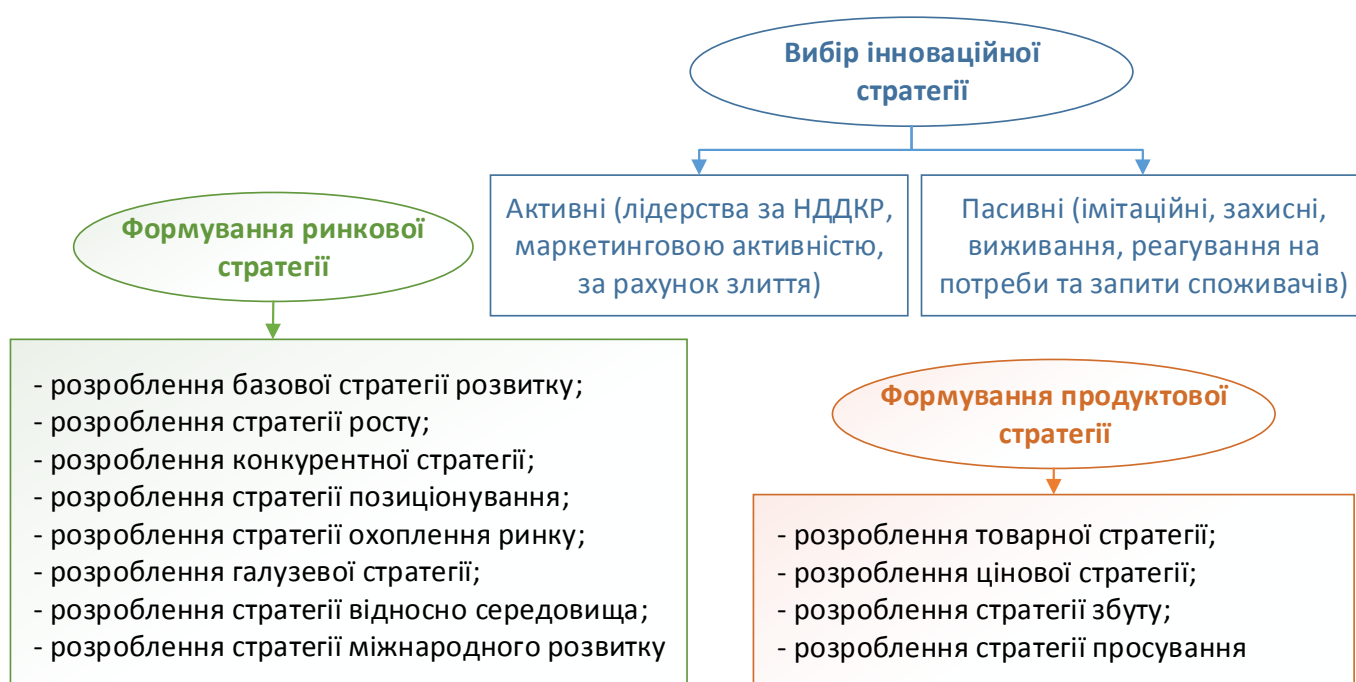 Вибір інноваційної
стратегії
Активні (лідерства за НДДКР,
маркетинговою активністю,
за рахунок злиття)
Пасивні (імітаційні, захисні,
виживання, реагування на
потреби та запити споживачів)
Формування ринкової
стратегії
- розроблення базової стратегії розвитку;
- розроблення стратегії росту;
- розроблення конкурентної стратегії;
- розроблення стратегії позиціонування;
- розроблення стратегії охоплення ринку;
- розроблення галузевої стратегії;
- розроблення стратегії відносно середовища;
- розроблення стратегії міжнародного розвитку
Формування продуктової
стратегії
- розроблення товарної стратегії;
- розроблення цінової стратегії;
- розроблення стратегії збуту;
- розроблення стратегії просування